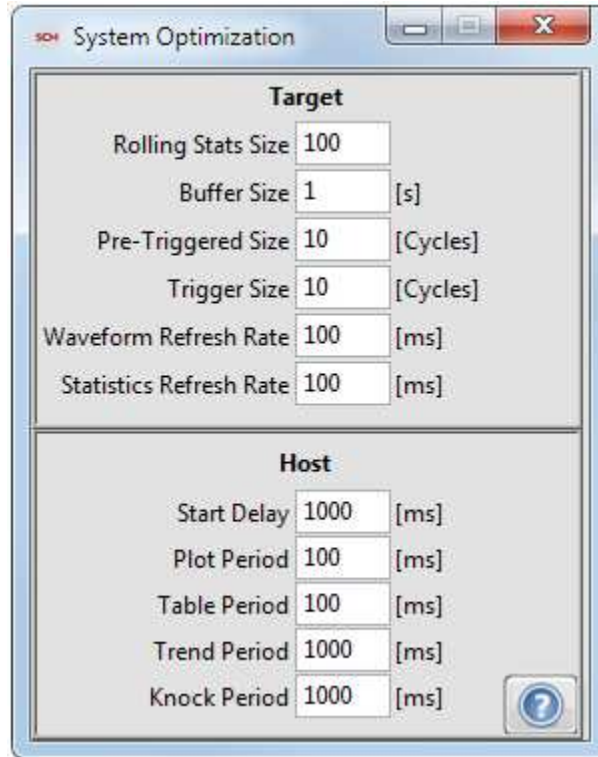 System Optimization
Target
Rolling Stats Size 100
Buffer Size 1 [s]
Pre-Triggered Size 10 [Cycles]
Trigger Size 10 [Cycles]
Waveform Refresh Rate 100 [ms]
Statistics Refresh Rate 100 [ms]
Host
Start Delay 1000 [ms]
Plot Period 100 [ms]
Table Period 100 [ms]
Trend Period 1000 [ms]
Knock Period 1000 [ms]